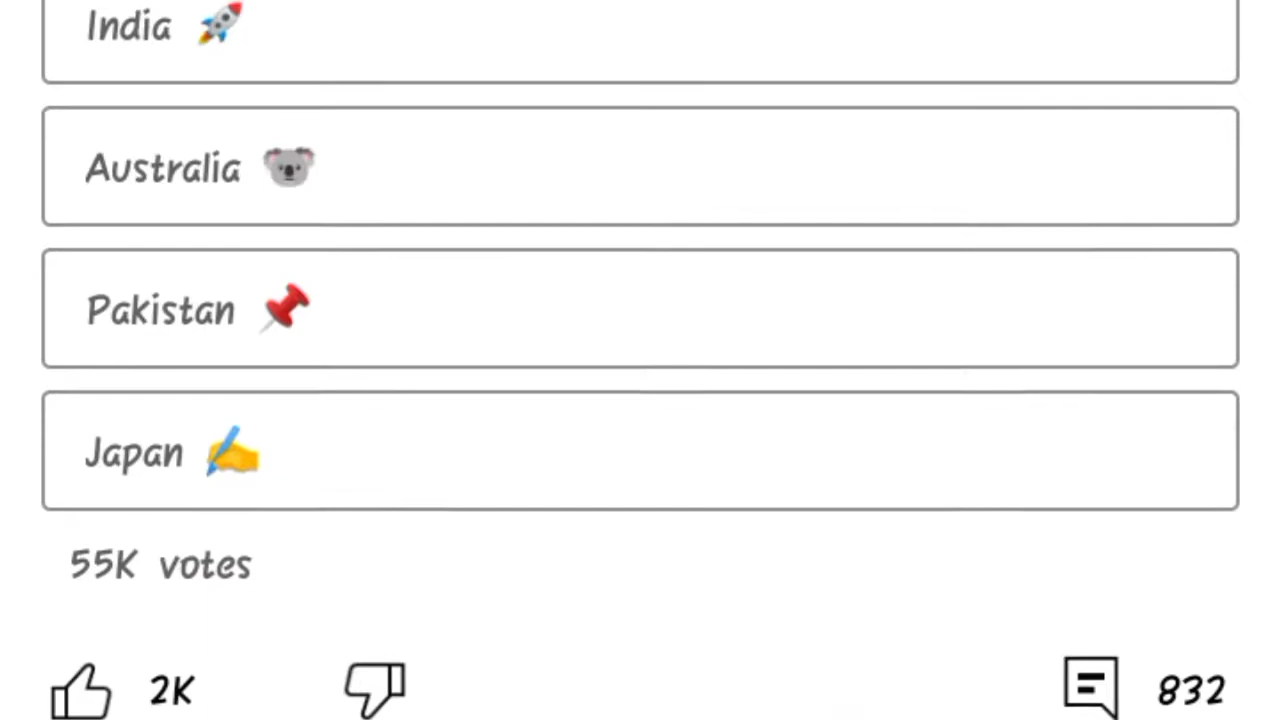 India 🚀
Australia 🐨
Pakistan 📌
Japan ✍️
55K votes
2K
832